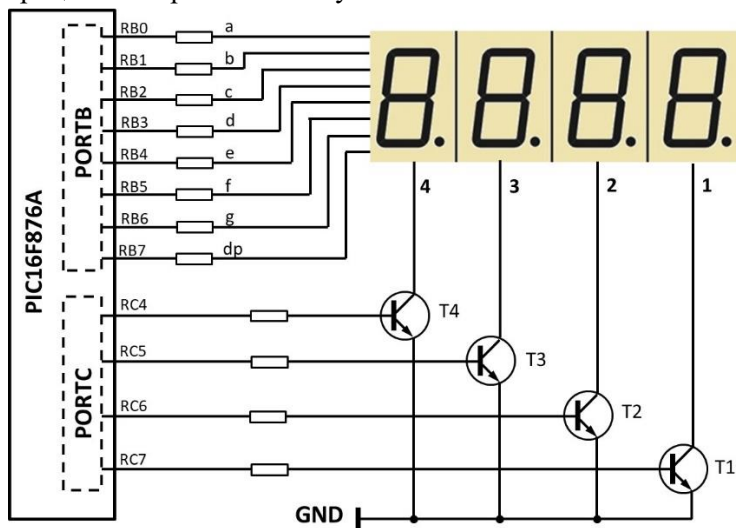 RB0
a
RB1
b
RB2
c
RB3
d
RB4
e
RB5
f
RB6
g
RB7
dp
PORTB
PIC16F876A
4
3
2
1
RC4
T4
RC5
T3
RC6
T2
RC7
T1
PORTC
GND